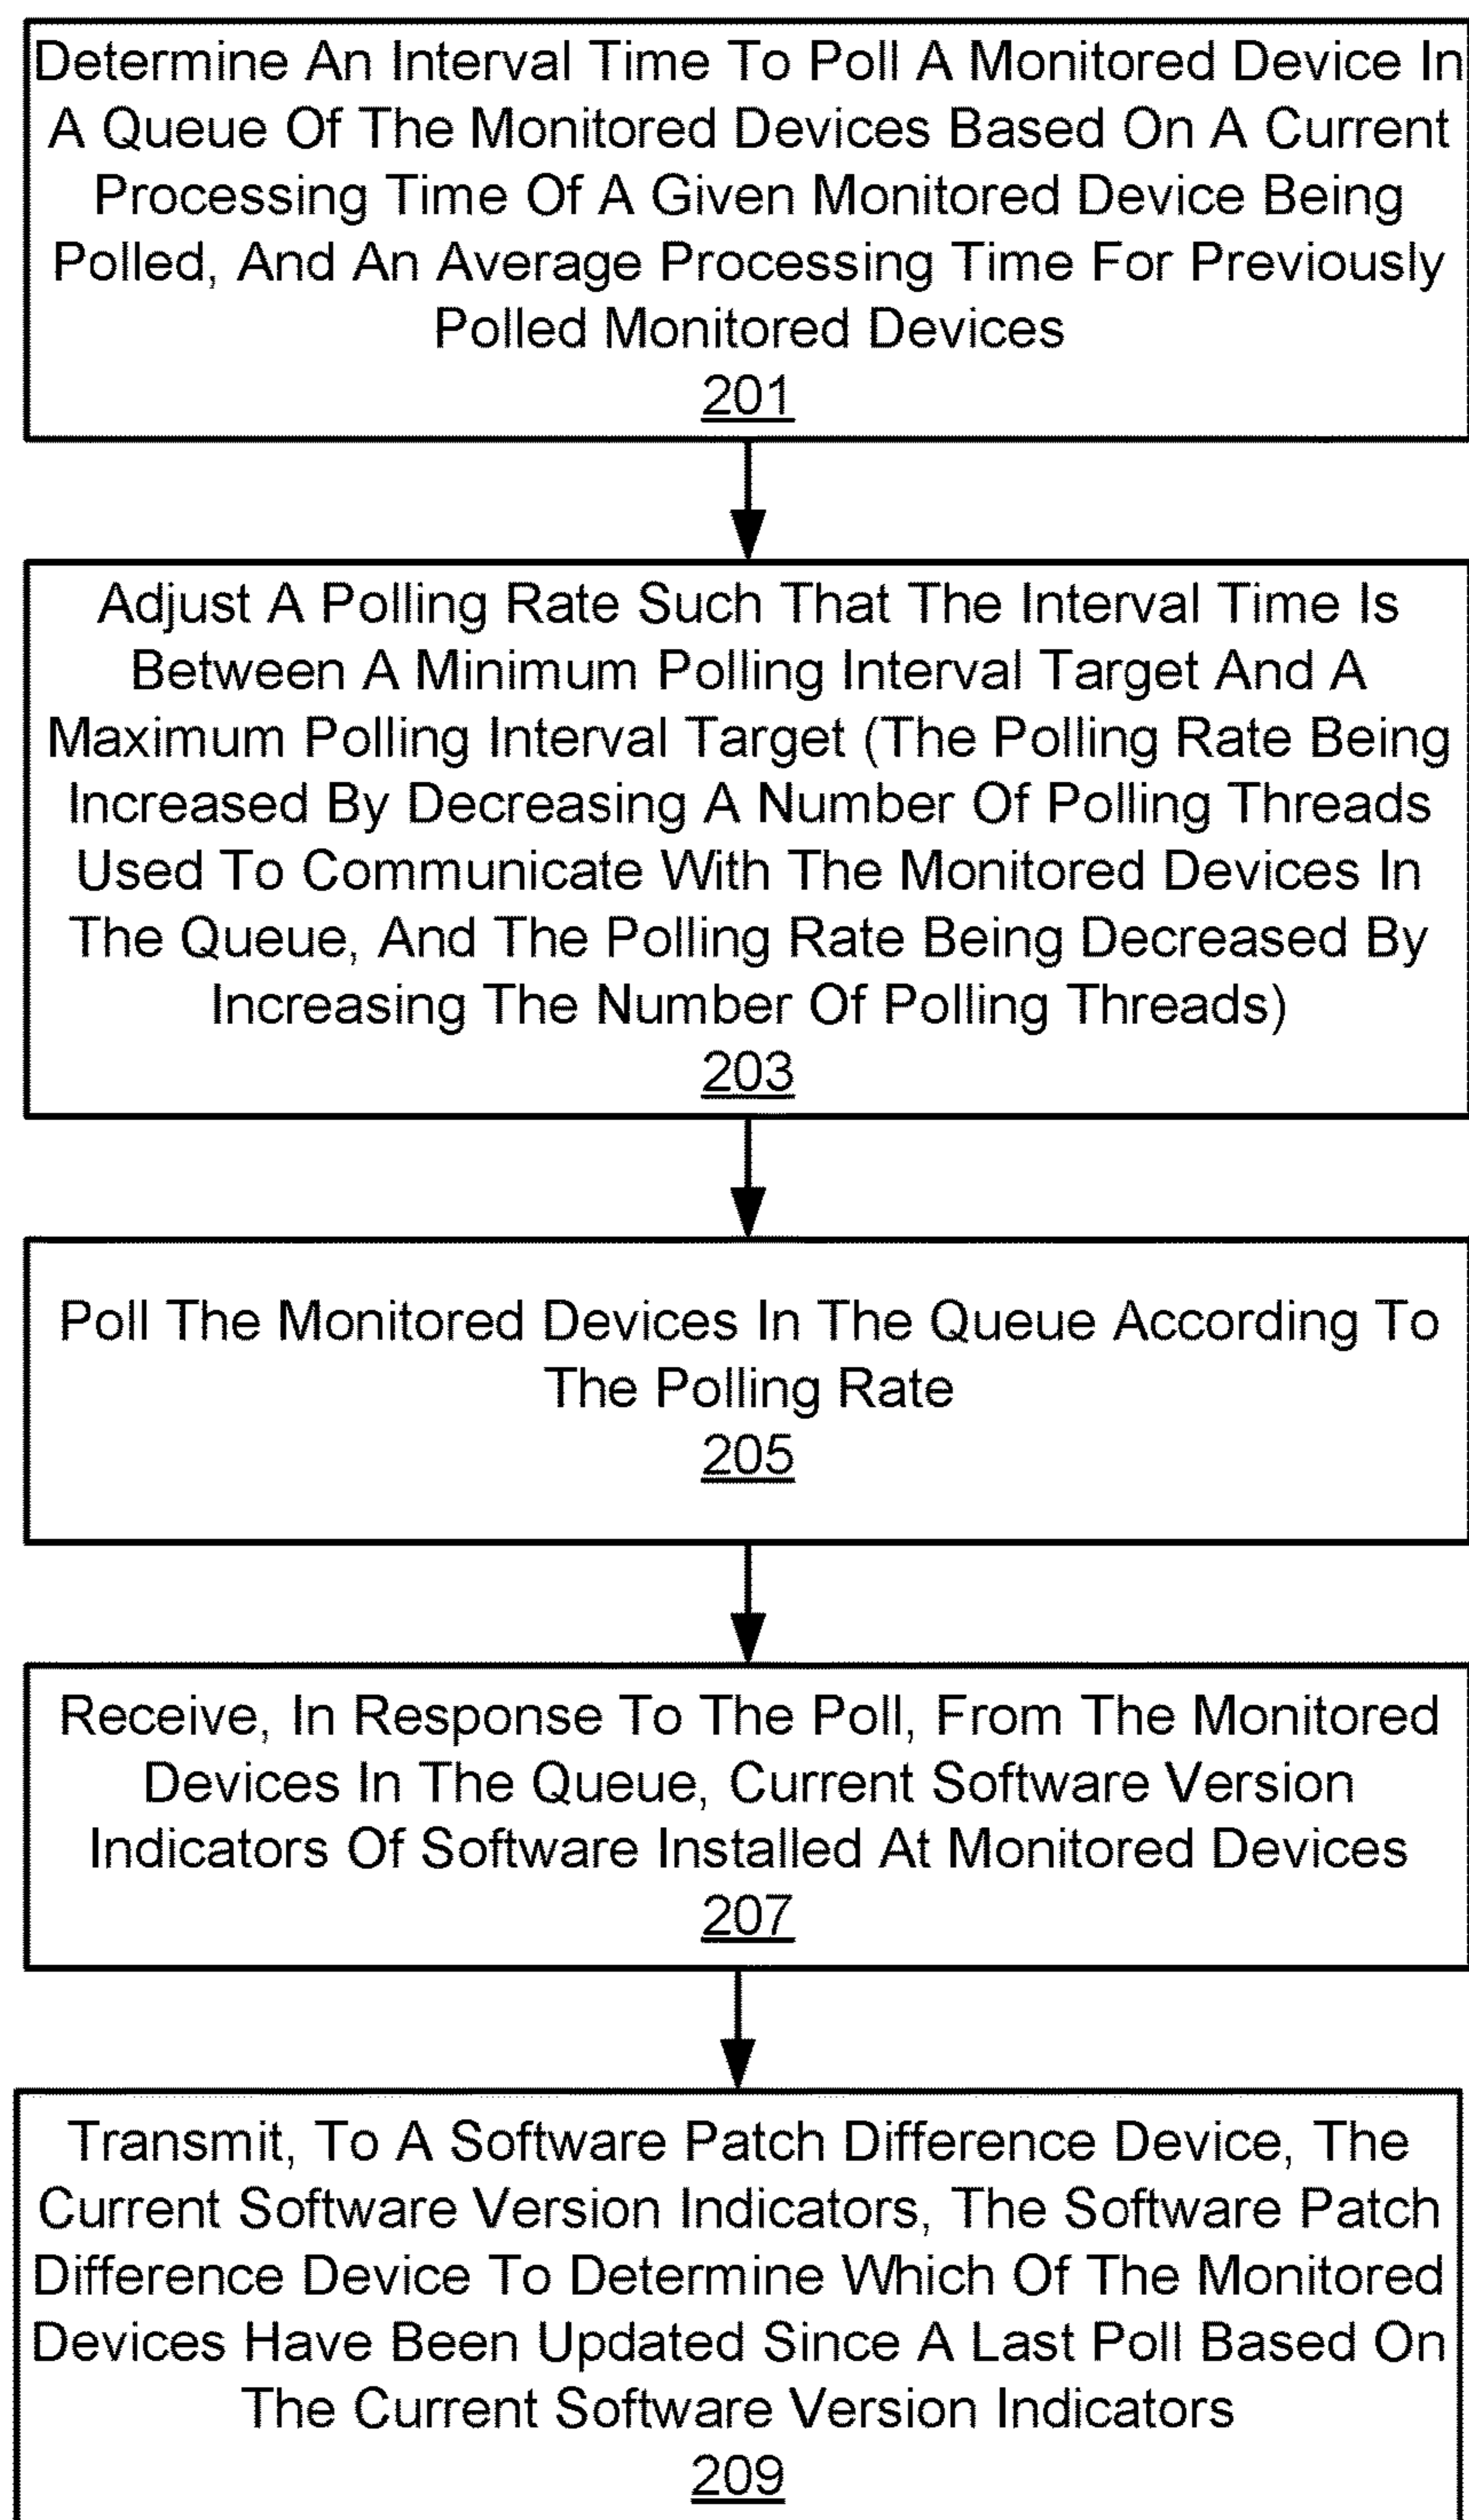 Determine An Interval Time To Poll A Monitored Device In
A Queue Of The Monitored Devices Based On A Current
Processing Time Of A Given Monitored Device Being
Polled, And An Average Processing Time For Previously
Polled Monitored Devices
201
Adjust A Polling Rate Such That The Interval Time Is
Between A Minimum Polling Interval Target And A
Maximum Polling Interval Target (The Polling Rate Being
Increased By Decreasing A Number Of Polling Threads
Used To Communicate With The Monitored Devices In
The Queue, And The Polling Rate Being Decreased By
Increasing The Number Of Polling Threads)
203
Poll The Monitored Devices In The Queue According To
The Polling Rate
205
Receive, In Response To The Poll, From The Monitored
Devices In The Queue, Current Software Version
Indicators Of Software Installed At Monitored Devices
207
Transmit, To A Software Patch Difference Device, The
Current Software Version Indicators, The Software Patch
Difference Device To Determine Which Of The Monitored
Devices Have Been Updated Since A Last Poll Based On
The Current Software Version Indicators
209